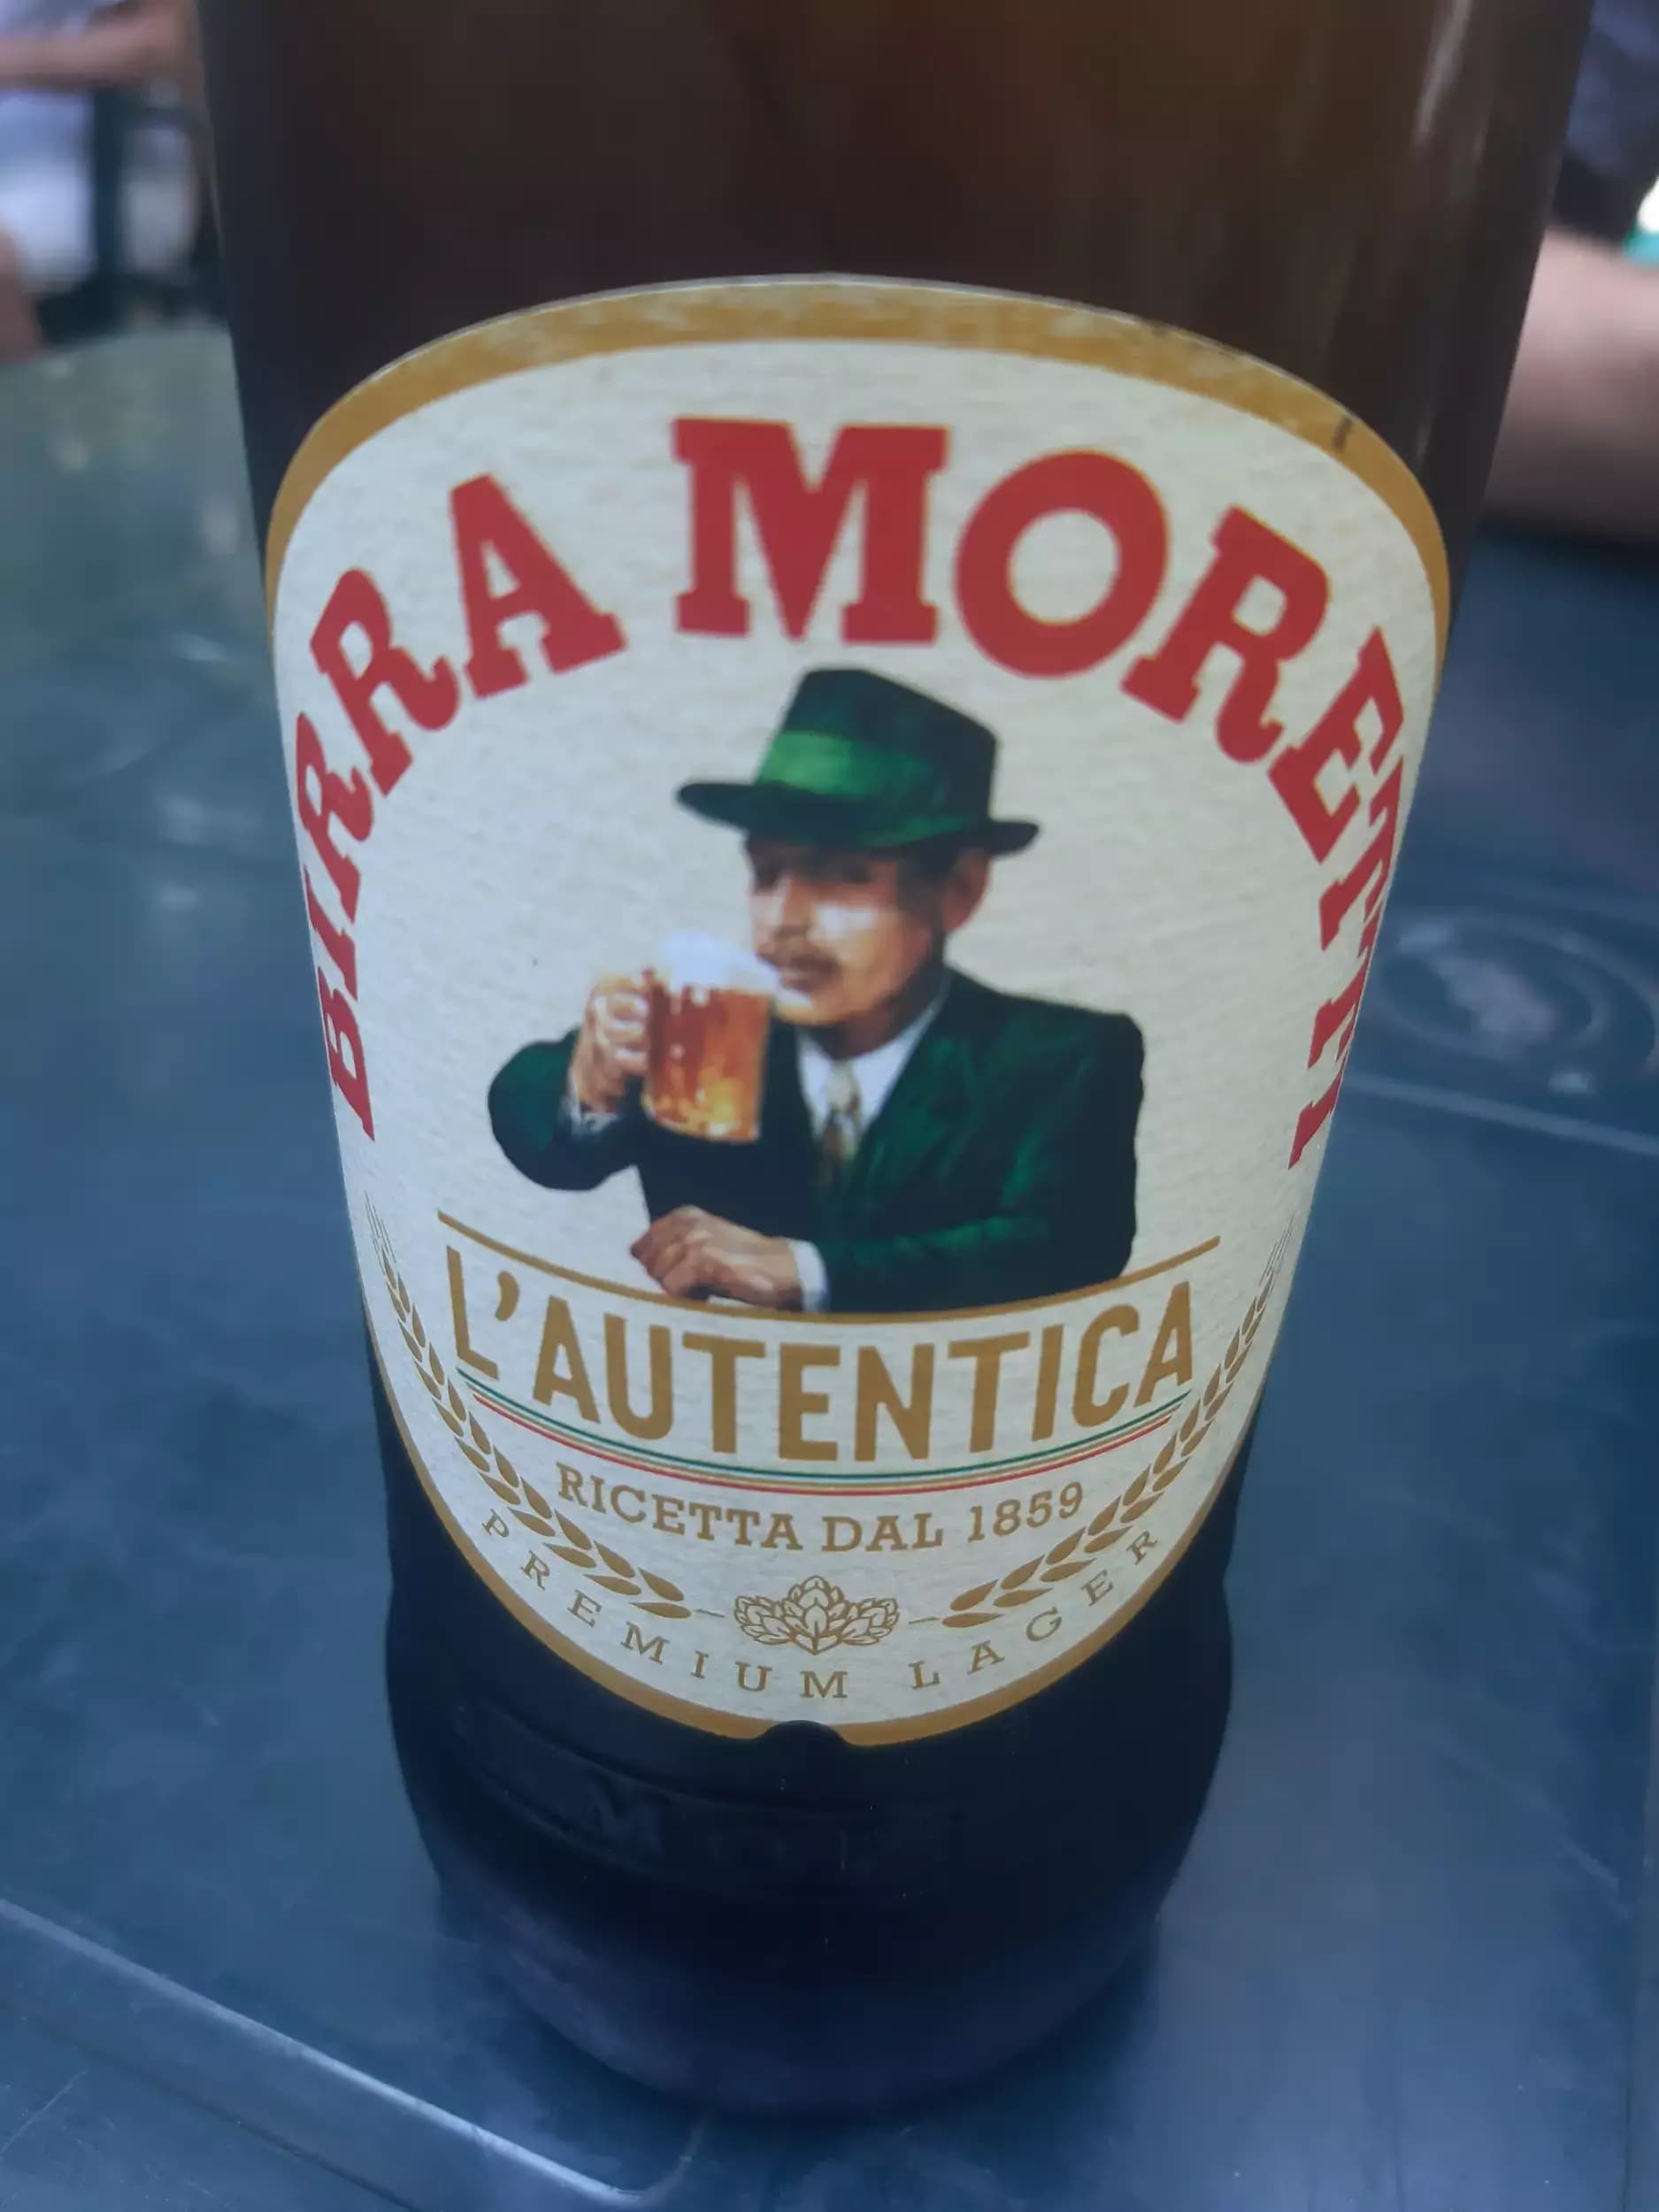 BIRRA MORETTI
L'AUTENTICA
RICETTA DAL 1859
PREMIUM LAGER